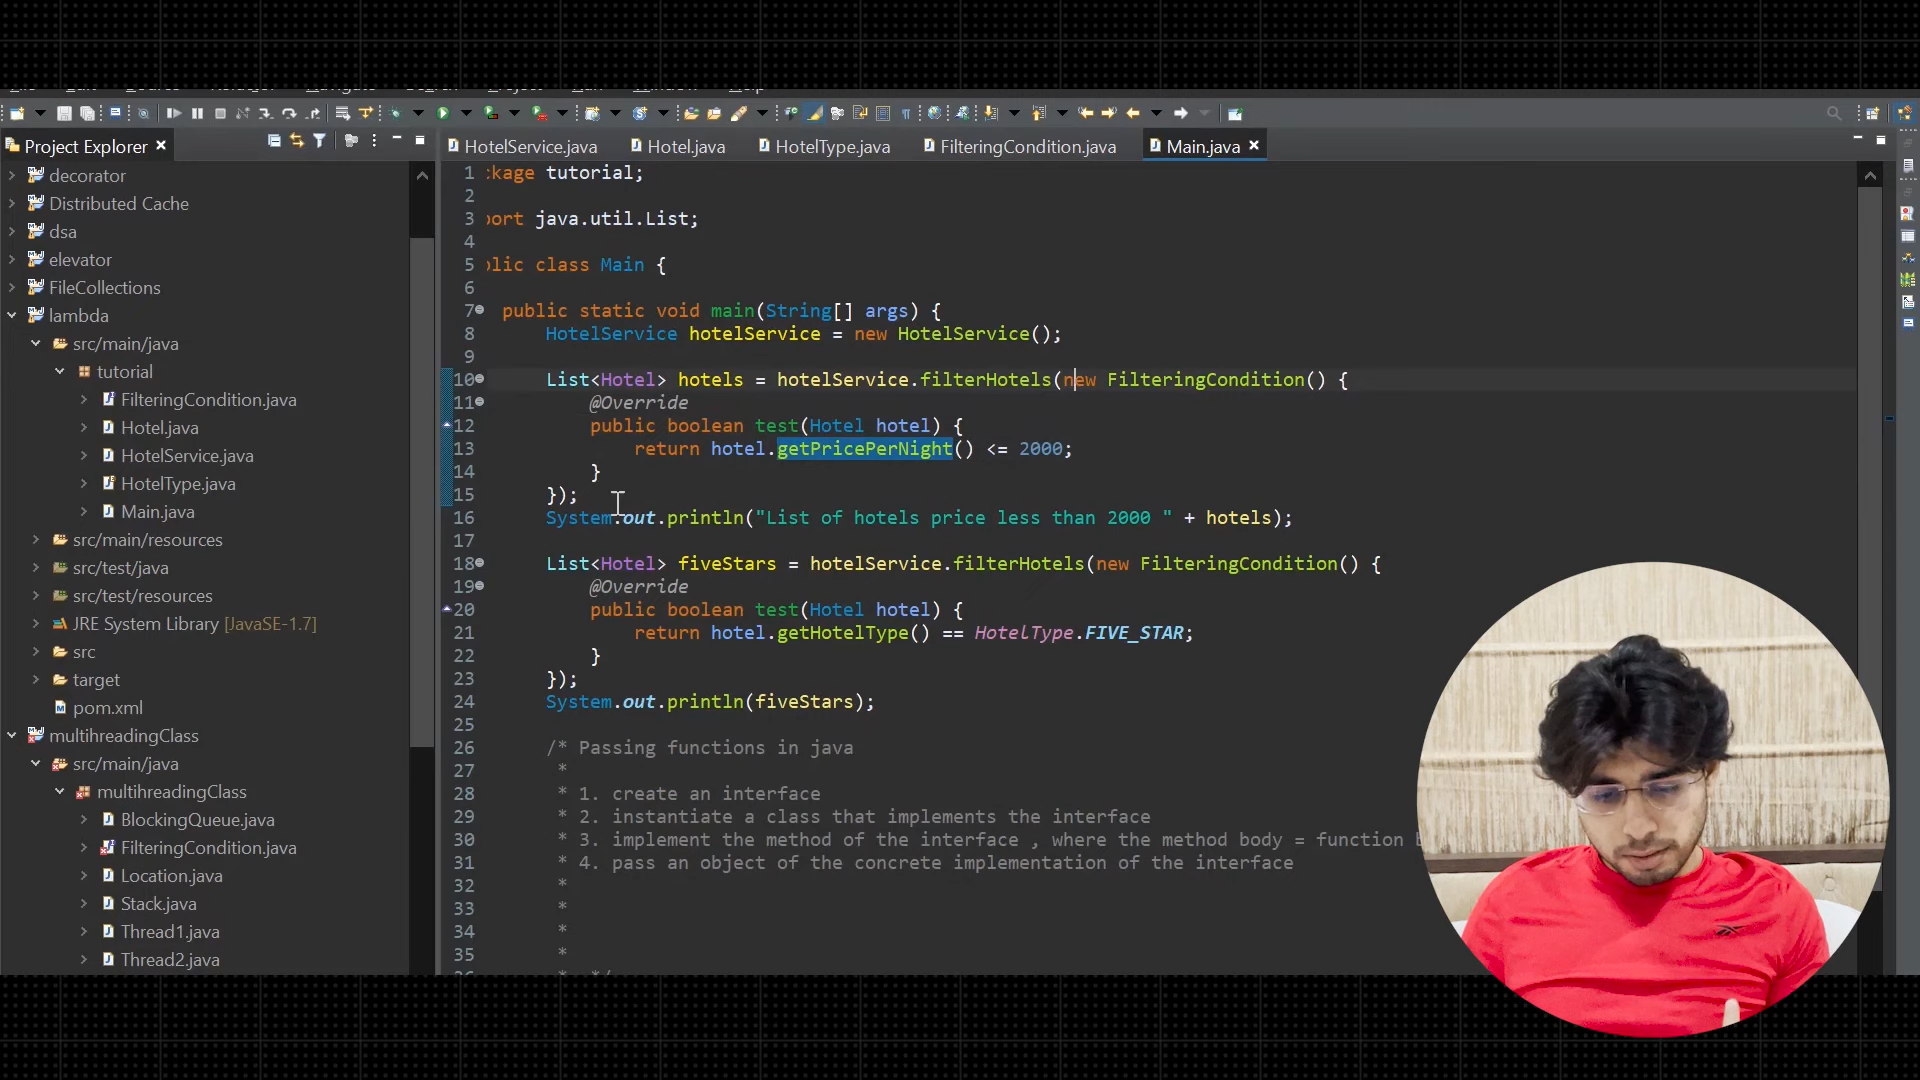 Project Explorer
decorator
Distributed Cache
dsa
elevator
FileCollections
lambda
src/main/java
tutorial
FilteringCondition.java
Hotel.java
HotelService.java
HotelType.java
Main.java
src/main/resources
src/test/java
src/test/resources
JRE System Library [JavaSE-1.7]
src
target
pom.xml
multihreadingClass
src/main/java
multihreadingClass
BlockingQueue.java
FilteringCondition.java
Location.java
Stack.java
Thread1.java
Thread2.java
HotelService.java Hotel.java HotelType.java FilteringCondition.java Main.java
1 ckage tutorial;
2
3 port java.util.List;
4
5 blic class Main {
6
7 public static void main(String[] args) {
8 HotelService hotelService = new HotelService();
9
10 List<Hotel> hotels = hotelService.filterHotels(new FilteringCondition() {
11 @Override
12 public boolean test(Hotel hotel) {
13 return hotel.getPricePerNight() <= 2000;
14 }
15 });
16 System.out.println("List of hotels price less than 2000 " + hotels);
17
18 List<Hotel> fiveStars = hotelService.filterHotels(new FilteringCondition() {
19 @Override
20 public boolean test(Hotel hotel) {
21 return hotel.getHotelType() == HotelType.FIVE_STAR;
22 }
23 });
24 System.out.println(fiveStars);
25
26 /* Passing functions in java
27 *
28 * 1. create an interface
29 * 2. instantiate a class that implements the interface
30 * 3. implement the method of the interface , where the method body = function
31 * 4. pass an object of the concrete implementation of the interface
32 *
33 *
34 *
35 *